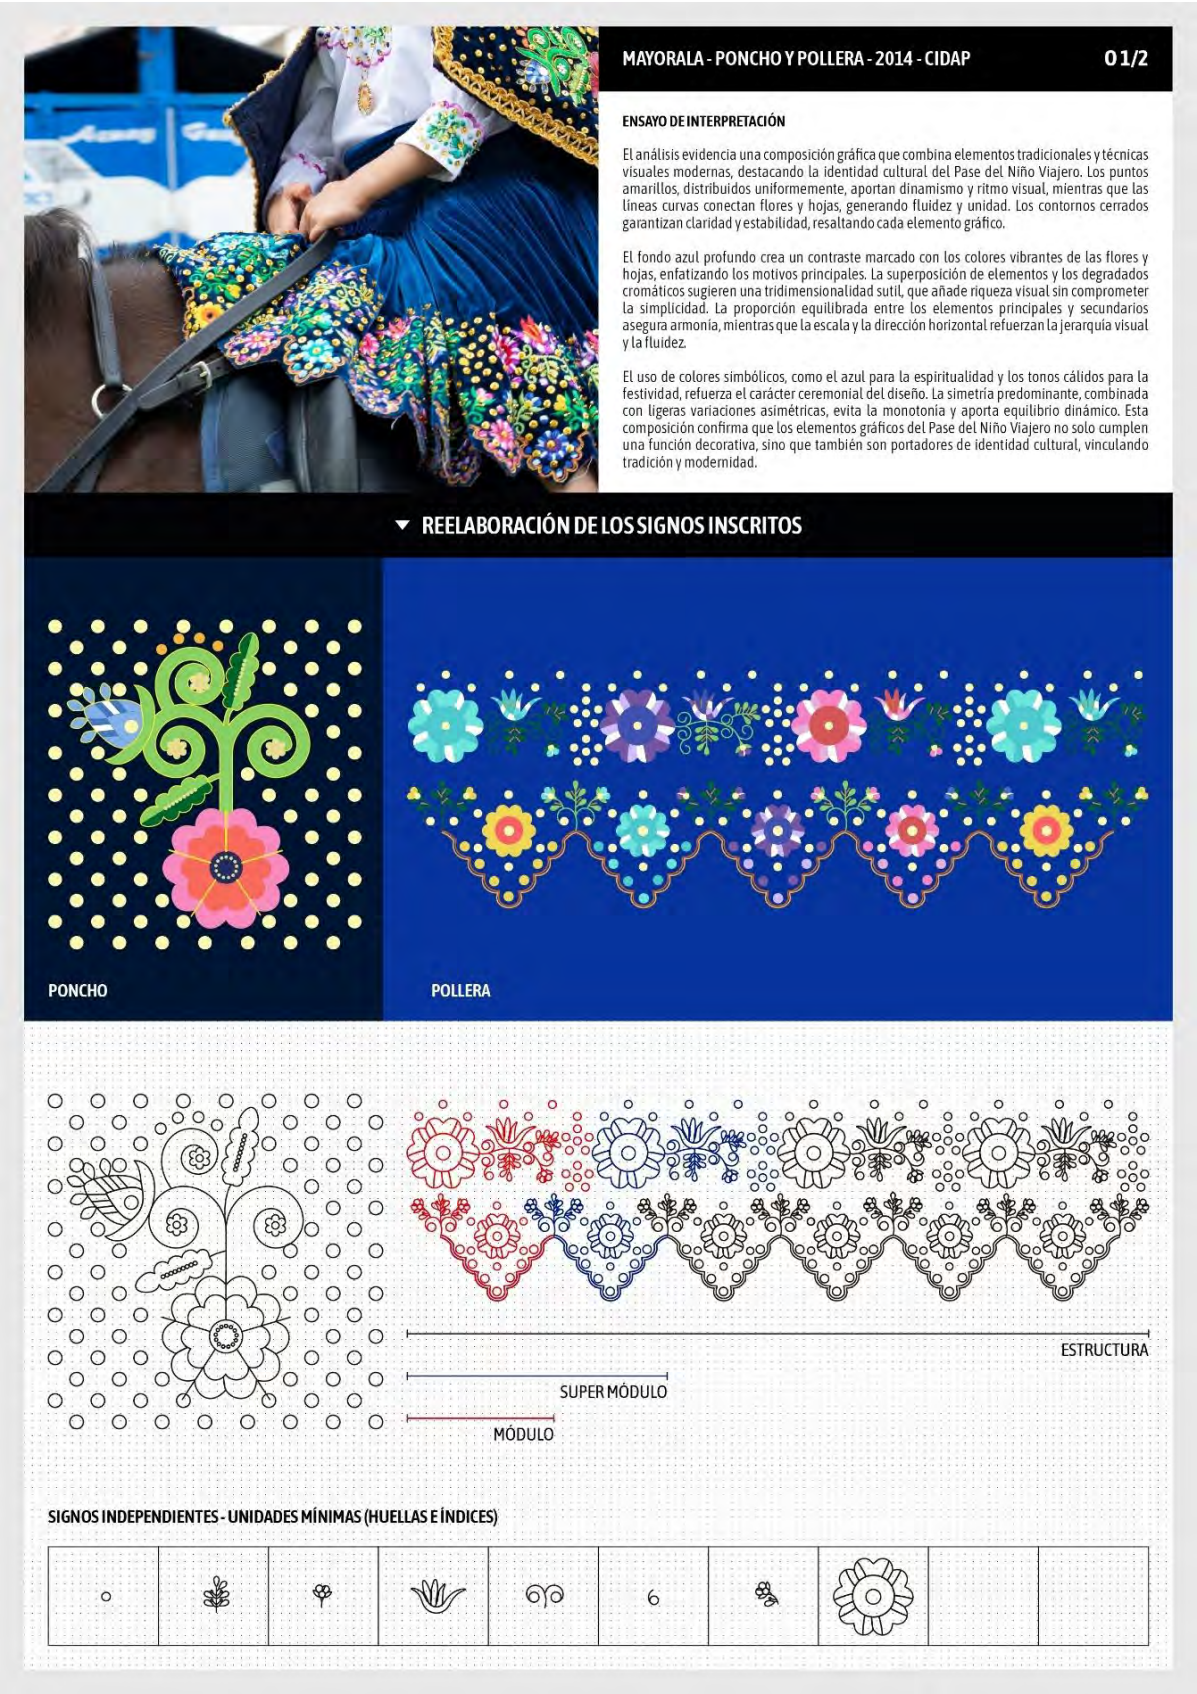 MAYORALA - PONCHO Y POLLERA - 2014 - CIDAP
O 1/2
ENSAYO DE INTERPRETACIÓN
El análisis evidencia una composición gráfica que combina elementos tradicionales y técnicas
visuales modernas, destacando la identidad cultural del Pase del Niño Viajero. Los puntos
amarillos, distribuidos uniformemente, aportan dinamismo y ritmo visual, mientras que las
líneas curvas conectan flores y hojas, generando fluidez y unidad. Los contornos cerrados
garantizan claridad y estabilidad, resaltando cada elemento gráfico.
El fondo azul profundo crea un contraste marcado con los colores vibrantes de las flores y
hojas, enfatizando los motivos principales. La superposición de elementos y los degradados
cromáticos sugieren una tridimensionalidad sutil, que añade riqueza visual sin comprometer
la simplicidad. La proporción equilibrada entre los elementos principales y secundarios
asegura armonía, mientras que la escala y la dirección horizontal refuerzan la jerarquía visual
y la fluidez.
El uso de colores simbólicos, como el azul para la espiritualidad y los tonos cálidos para la
festividad, refuerza el carácter ceremonial del diseño. La simetría predominante, combinada
con ligeras variaciones asimétricas, evita la monotonía y aporta equilibrio dinámico. Esta
composición confirma que los elementos gráficos del Pase del Niño Viajero no solo cumplen
una función decorativa, sino que también son portadores de identidad cultural, vinculando
tradición y modernidad.
REELABORACIÓN DE LOS SIGNOS INSCRITOS
PONCHO
POLLERA
ESTRUCTURA
SUPER MÓDULO
MÓDULO
SIGNOS INDEPENDIENTES - UNIDADES MÍNIMAS (HUELLAS E ÍNDICES)